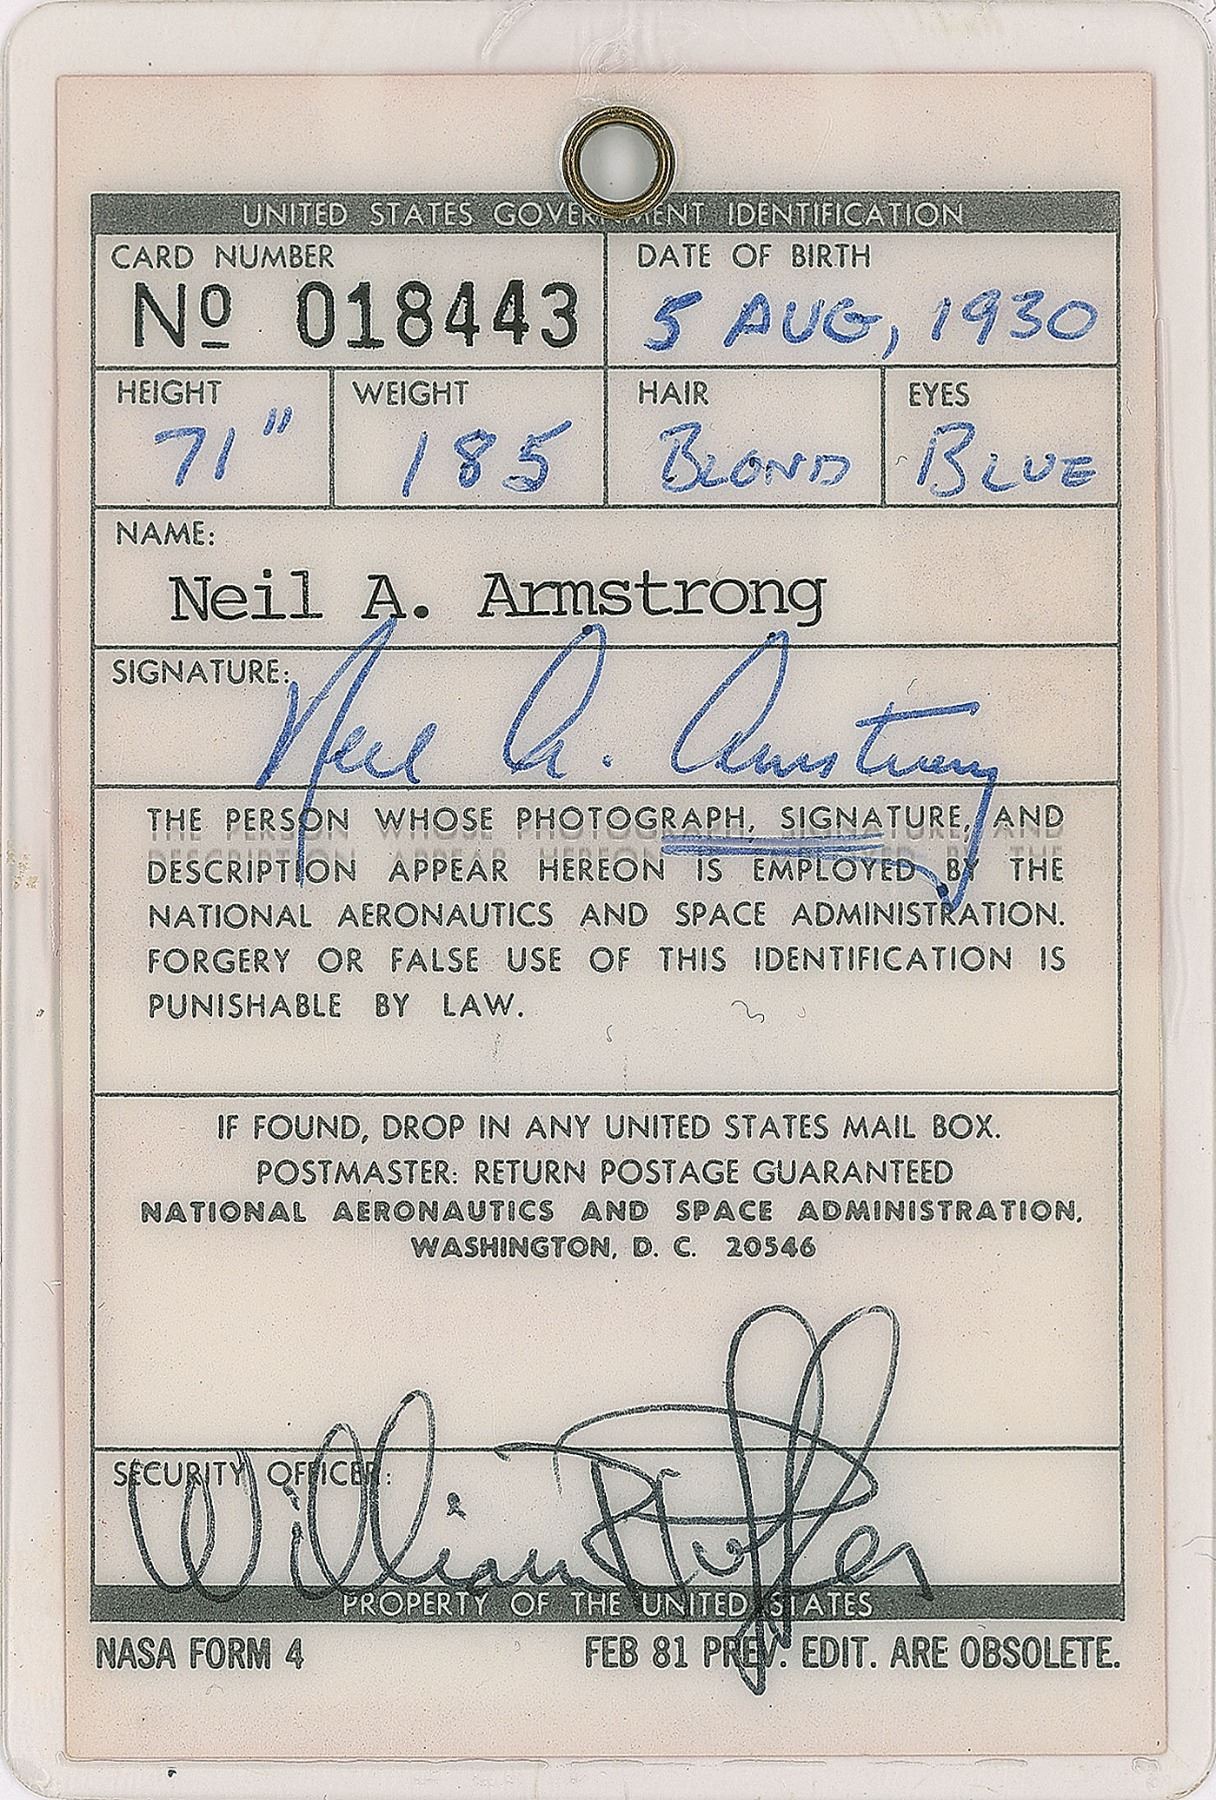 UNITED STATES GOVERNMENT IDENTIFICATION
CARD NUMBER
Nº 018443
DATE OF BIRTH
5 AUG, 1930
HEIGHT
71"
WEIGHT
185
HAIR
BLOND
EYES
BLUE
NAME:
Neil A. Armstrong
SIGNATURE:
Neil A. Armstrong
THE PERSON WHOSE PHOTOGRAPH, SIGNATURE, AND
DESCRIPTION APPEAR HEREON IS EMPLOYED BY THE
NATIONAL AERONAUTICS AND SPACE ADMINISTRATION.
FORGERY OR FALSE USE OF THIS IDENTIFICATION IS
PUNISHABLE BY LAW.
IF FOUND, DROP IN ANY UNITED STATES MAIL BOX.
POSTMASTER: RETURN POSTAGE GUARANTEED
NATIONAL AERONAUTICS AND SPACE ADMINISTRATION,
WASHINGTON, D. C. 20546
SECURITY OFFICER:
William
PROPERTY OF THE UNITED STATES
NASA FORM 4 FEB 81 PREV. EDIT. ARE OBSOLETE.